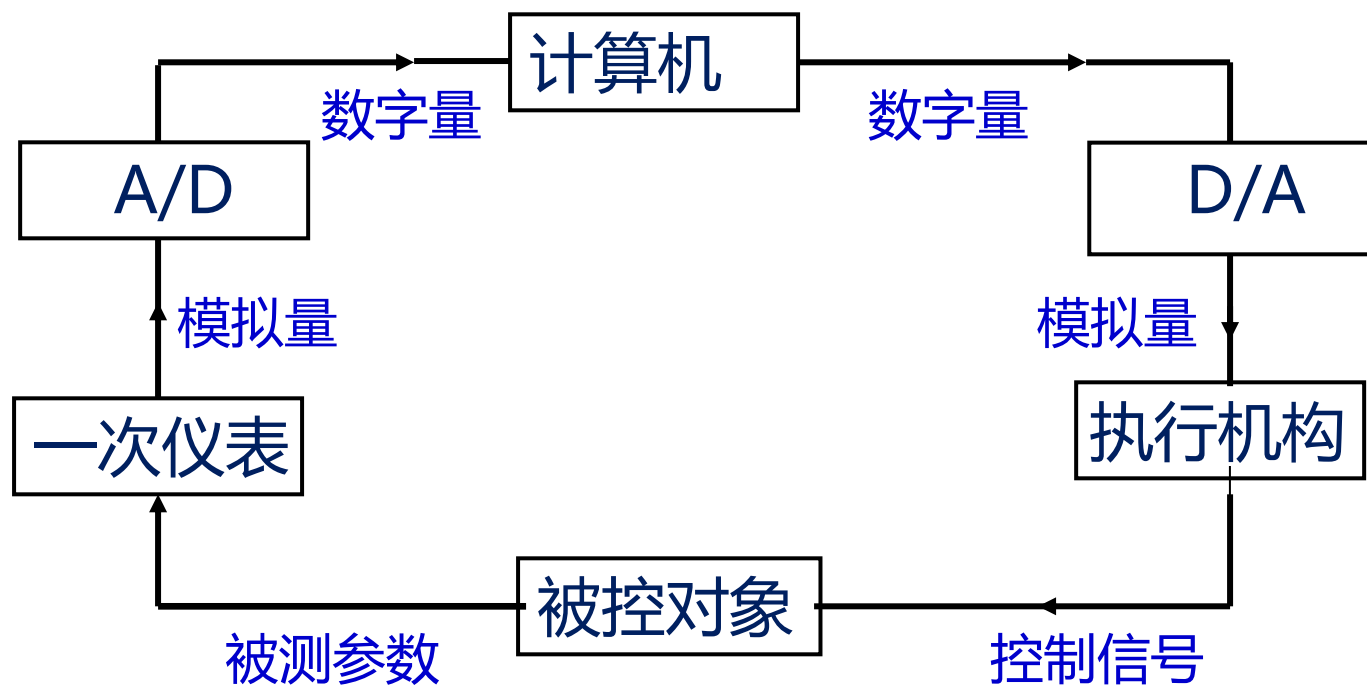 计算机
数字量
数字量
A/D
D/A
模拟量
模拟量
一次仪表
执行机构
被控对象
被测参数
控制信号